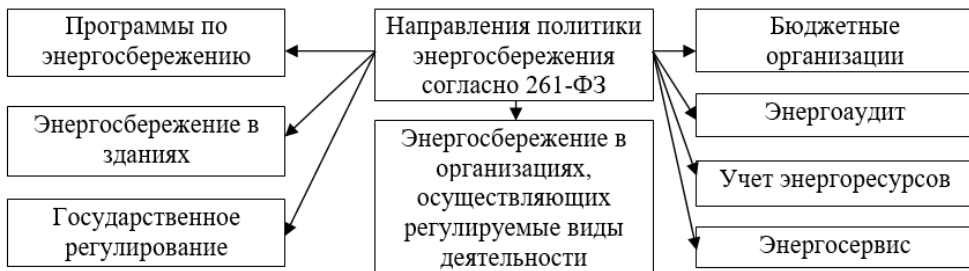 Программы по
энергосбережению
Энергосбережение в
зданиях
Государственное
регулирование
Направления политики
энергосбережения
согласно 261-ФЗ
Энергосбережение в
организациях,
осуществляющих
регулируемые виды
деятельности
Бюджетные
организации
Энергоаудит
Учет энергоресурсов
Энергосервис